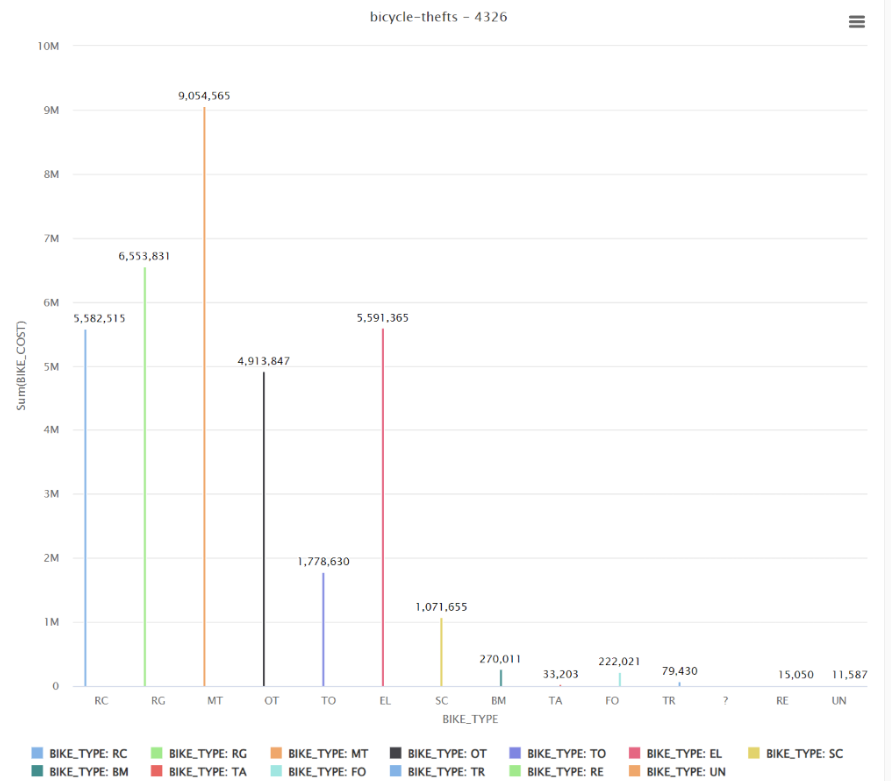 bicycle-thefts - 4326
10M
9,054,565
9M
8M
7M
6,553,831
6M
5,582,515 5,591,365
5M
4,913,847
4M
3M
2M
1,778,630
1,071,655
1M
270,011 222,021
33,203 79,430 15,050 11,587
0
Sum(BIKE_COST)
RC RG MT OT TO EL SC BM TA FO TR ? RE UN
BIKE_TYPE
BIKE_TYPE: RC BIKE_TYPE: RG BIKE_TYPE: MT BIKE_TYPE: OT BIKE_TYPE: TO BIKE_TYPE: EL BIKE_TYPE: SC
BIKE_TYPE: BM BIKE_TYPE: TA BIKE_TYPE: FO BIKE_TYPE: TR BIKE_TYPE: RE BIKE_TYPE: UN